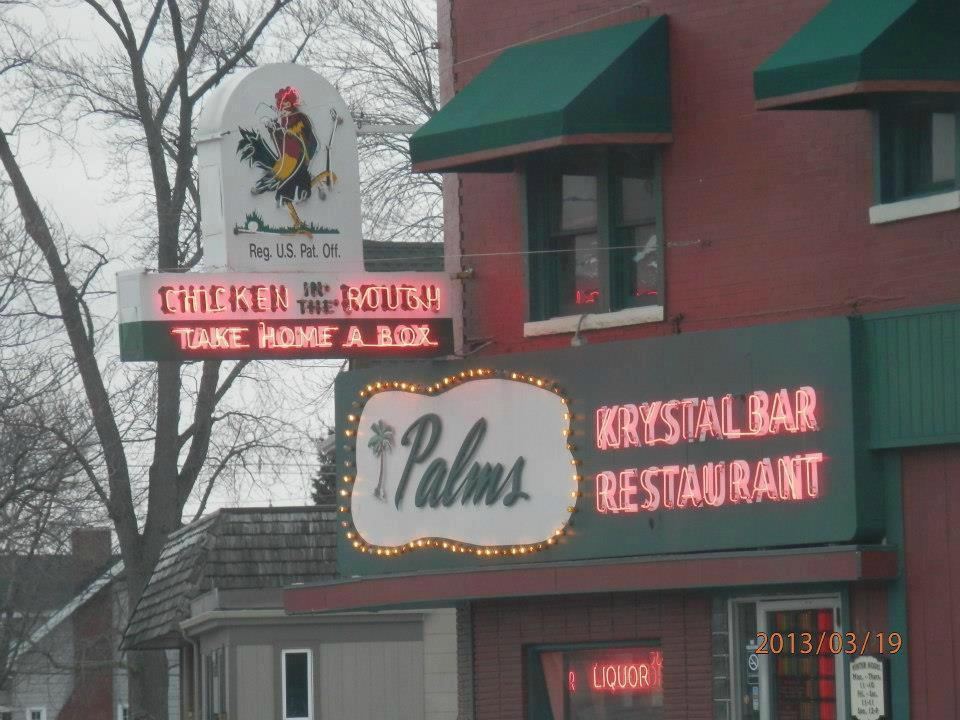 Reg. U.S. Pat. Off.
CHICKEN IN THE ROUGH
TAKE HOME A BOX
Palms
KRYSTAL BAR
RESTAURANT
LIQUOR
2013/03/19